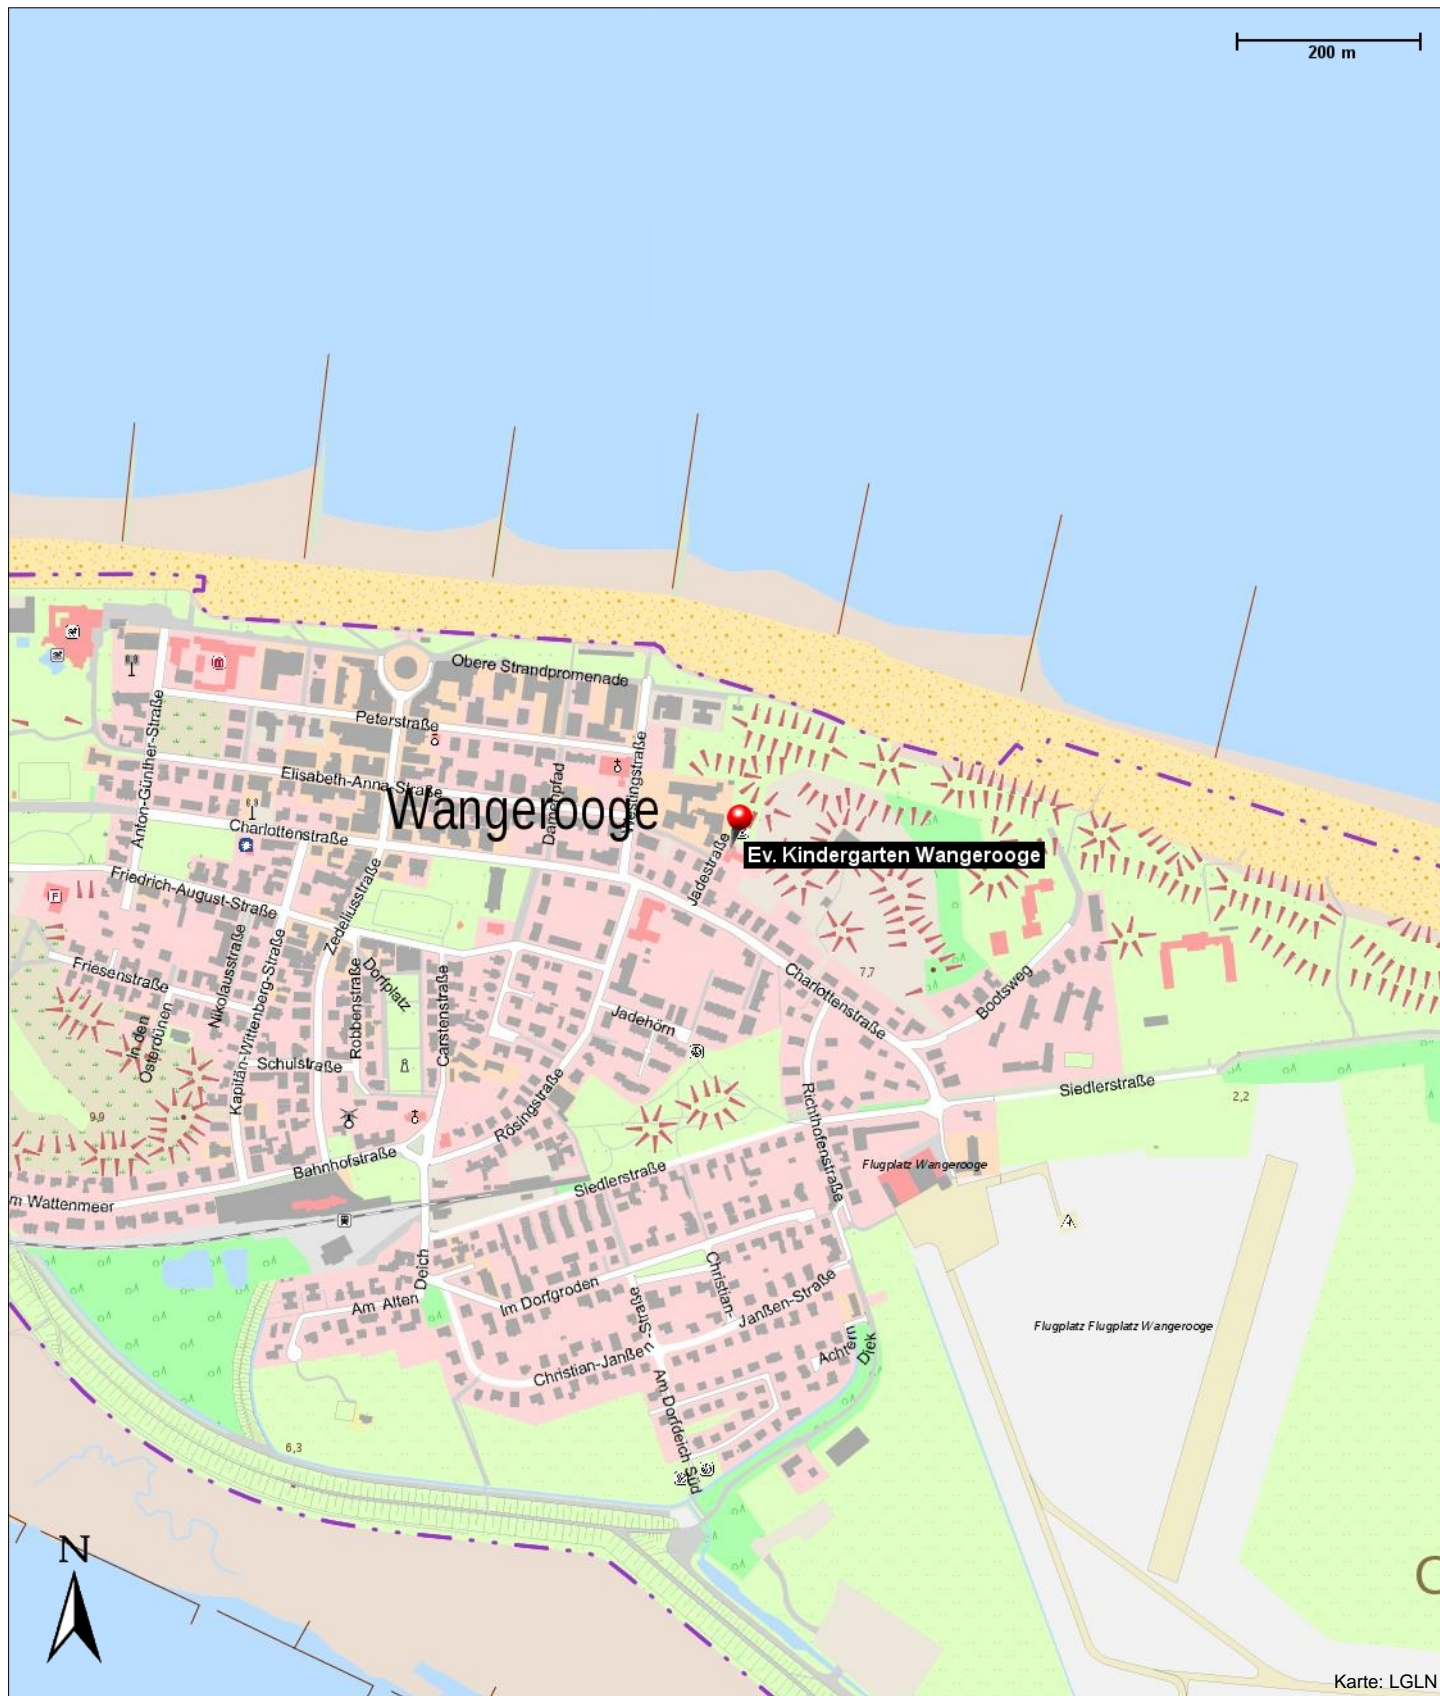 200 m
Obere Strandpromenade
Peterstraße
Elisabeth-Anna-Straße
Wangerooge
Anton-Günther-Straße
Damenpfad
Charlottenstraße
Jadestraße
Ev. Kindergarten Wangerooge
Friedrich-August-Straße
Zedeliusstraße
F
Friesenstraße
Nikolausstraße
Kapitän-Wittenberg-Straße
In den
Osterdünen
Robbenstraße
Dorfplatz
Carstenstraße
Schulstraße
Jadehörn
Rösingstraße
Charlottenstraße
7,7
Bootsweg
Siedlerstraße
2,2
9,9
Richthofenstraße
Flugplatz Wangerooge
Bahnhofstraße
Siedlerstraße
m Wattenmeer
Am Alten Deich
Im Dorfgroden
Christian-
Janßen-Straße
Christian-Janßen
-Straße
Achtern
Diek
Flugplatz Flugplatz Wangerooge
Am Dorfdeich Süd
6,3
N
O
Karte: LGLN